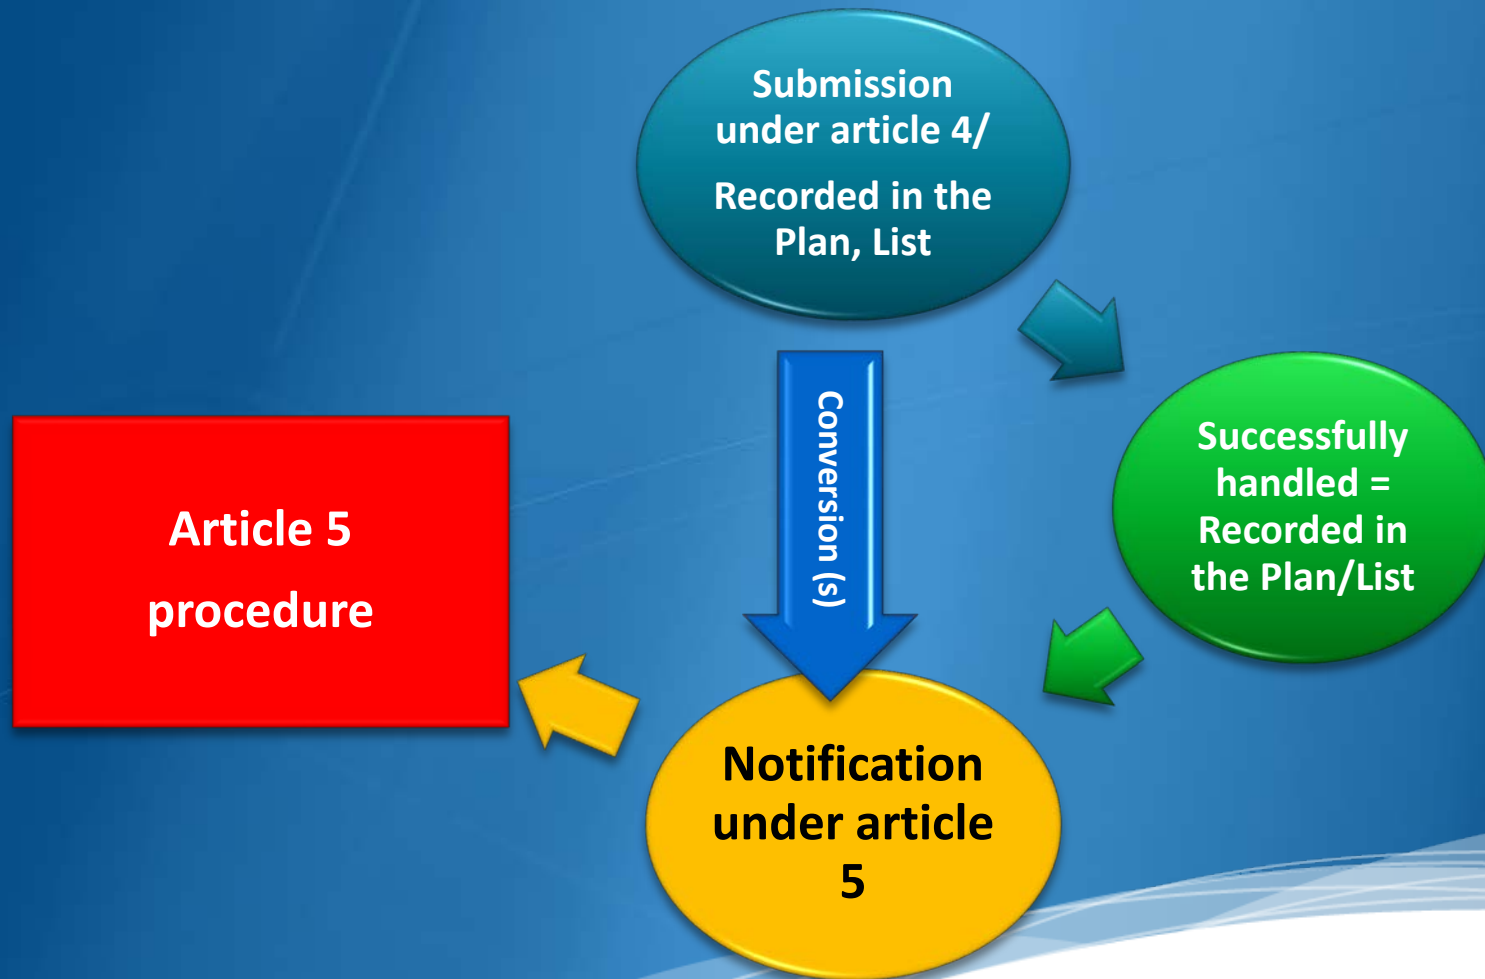 Submission
under article 4/
Recorded in the
Plan, List
Conversion (s)
Successfully
handled =
Recorded in
the Plan/List
Article 5
procedure
Notification
under article
5